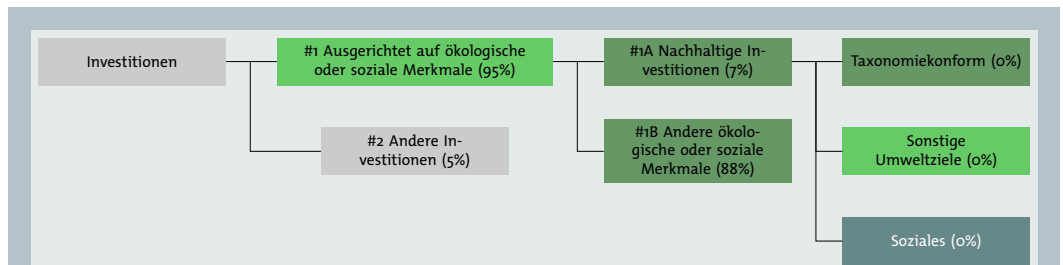 Investitionen
#1 Ausgerichtet auf ökologische
oder soziale Merkmale (95%)
#1A Nachhaltige In-
vestitionen (7%)
Taxonomiekonform (0%)
#2 Andere In-
vestitionen (5%)
#1B Andere ökolo-
gische oder soziale
Merkmale (88%)
Sonstige
Umweltziele (0%)
Soziales (0%)